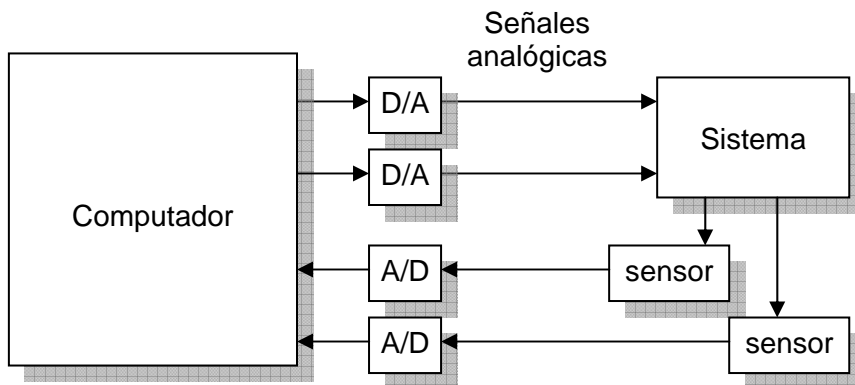 Señales
analógicas
D/A
Sistema
D/A
Computador
A/D
sensor
A/D
sensor